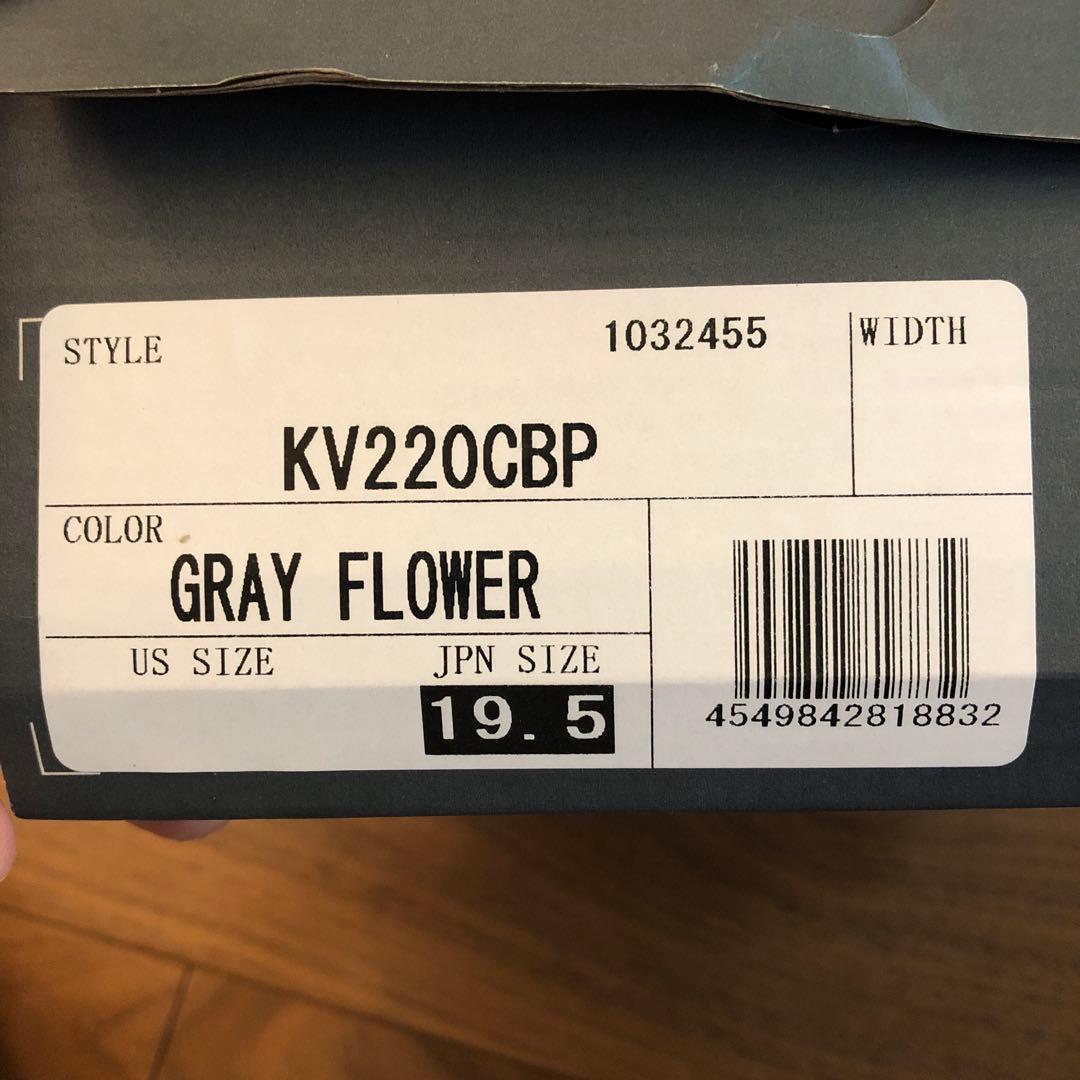 STYLE 1032455 WIDTH
KV220CBP
COLOR
GRAY FLOWER
US SIZE JPN SIZE
19.5
4549842818832